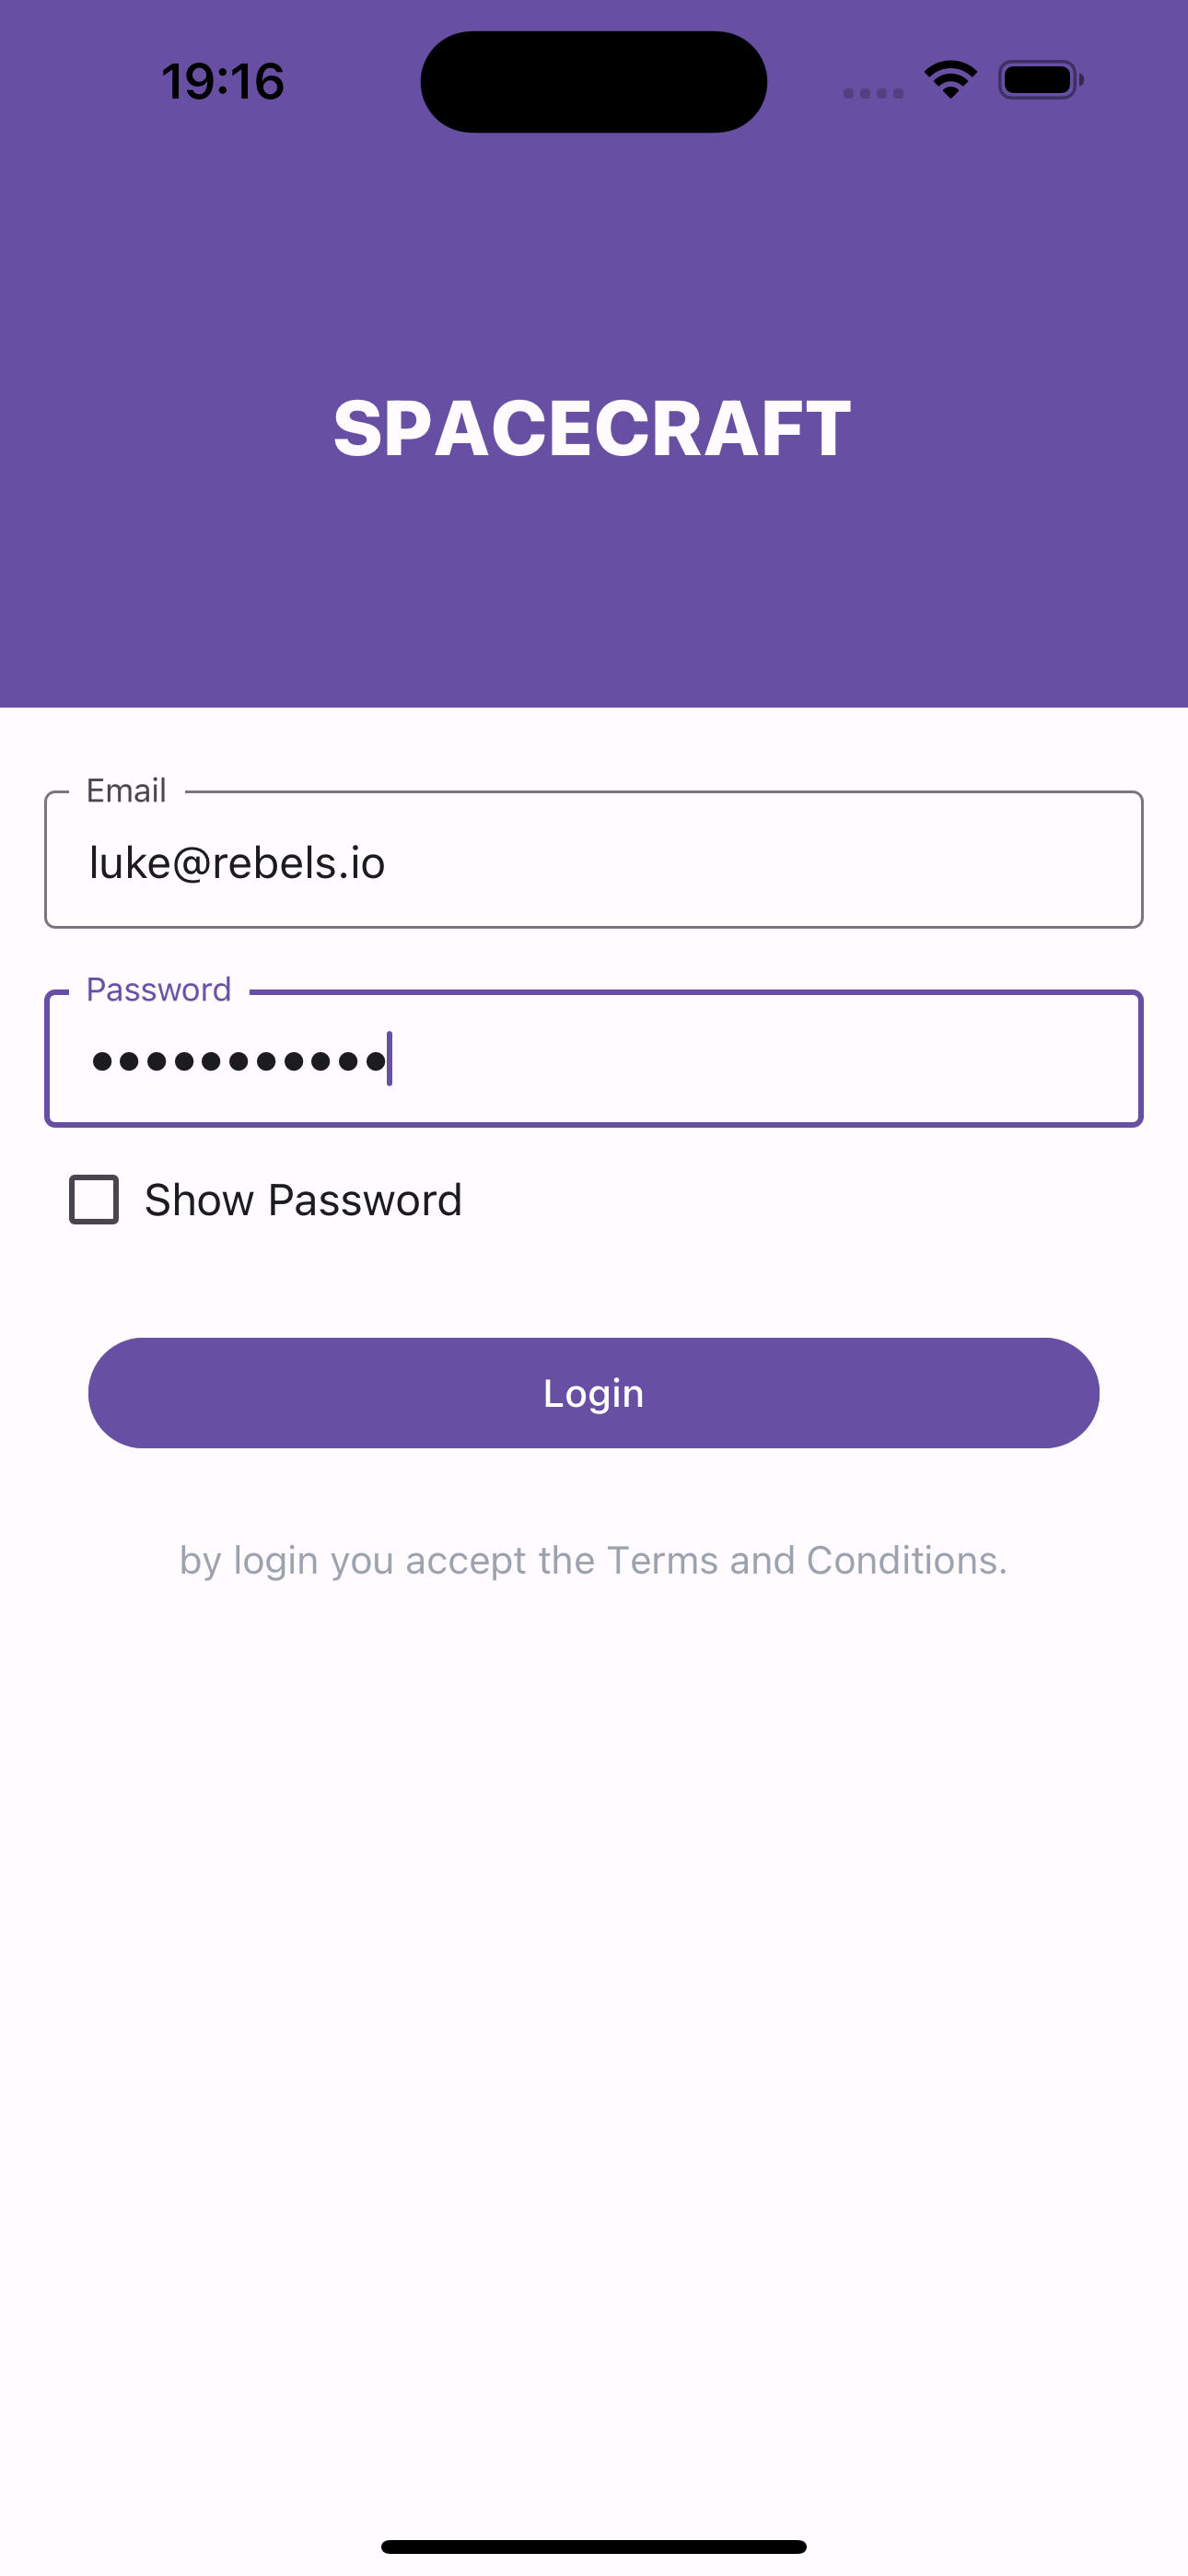 19:16
SPACECRAFT
Email
luke@rebels.io
Password
•••••••••••
Show Password
Login
by login you accept the Terms and Conditions.